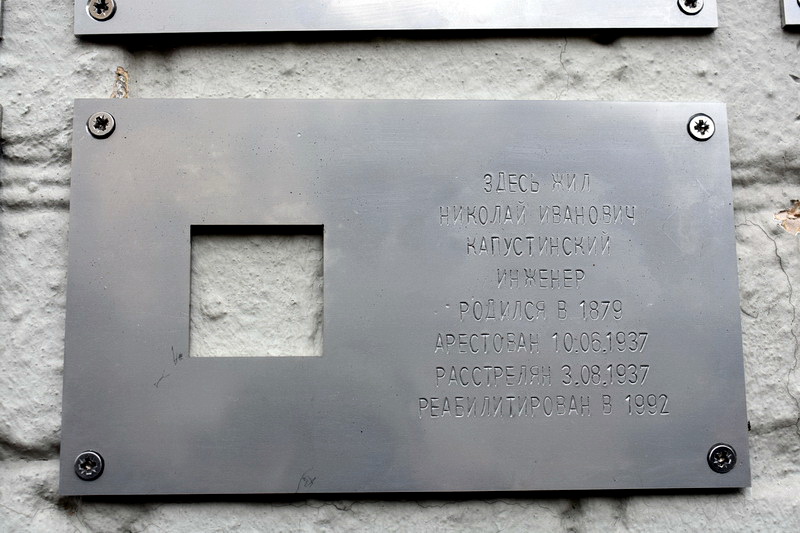 ЗДЕСЬ ЖИЛ
НИКОЛАЙ ИВАНОВИЧ
КАПУСТИНСКИЙ
ИНЖЕНЕР
РОДИЛСЯ В 1879
АРЕСТОВАН 10.06.1937
РАССТРЕЛЯН 3.08.1937
РЕАБИЛИТИРОВАН В 1992